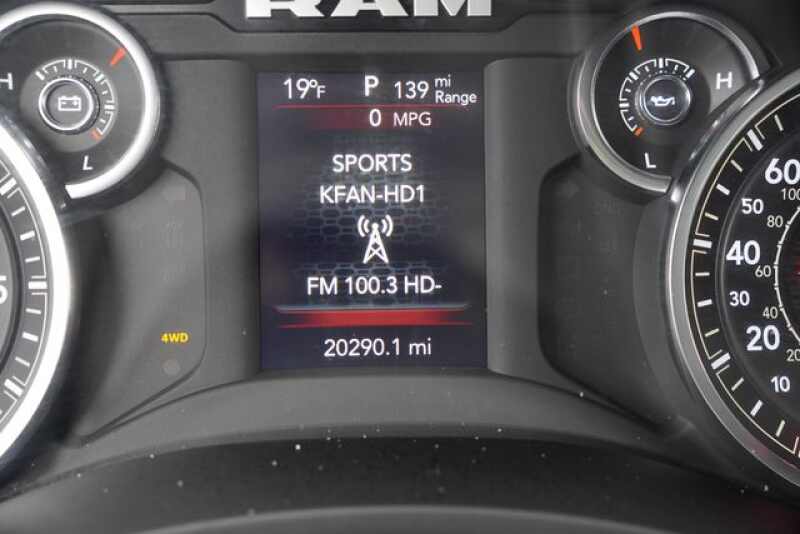 RAM
19°F P 139 mi Range
0 MPG
H
L
H
L
SPORTS
KFAN-HD1
FM 100.3 HD-
4WD
20290.1 mi
60
50
40
30
20
10
100
80
60
40
20